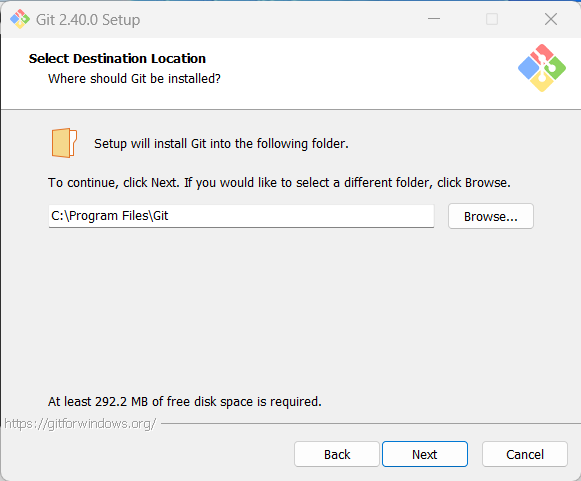 Git 2.40.0 Setup
Select Destination Location
Where should Git be installed?
Setup will install Git into the following folder.
To continue, click Next. If you would like to select a different folder, click Browse.
C:\Program Files\Git
Browse...
At least 292.2 MB of free disk space is required.
https://gitforwindows.org/
Back
Next
Cancel